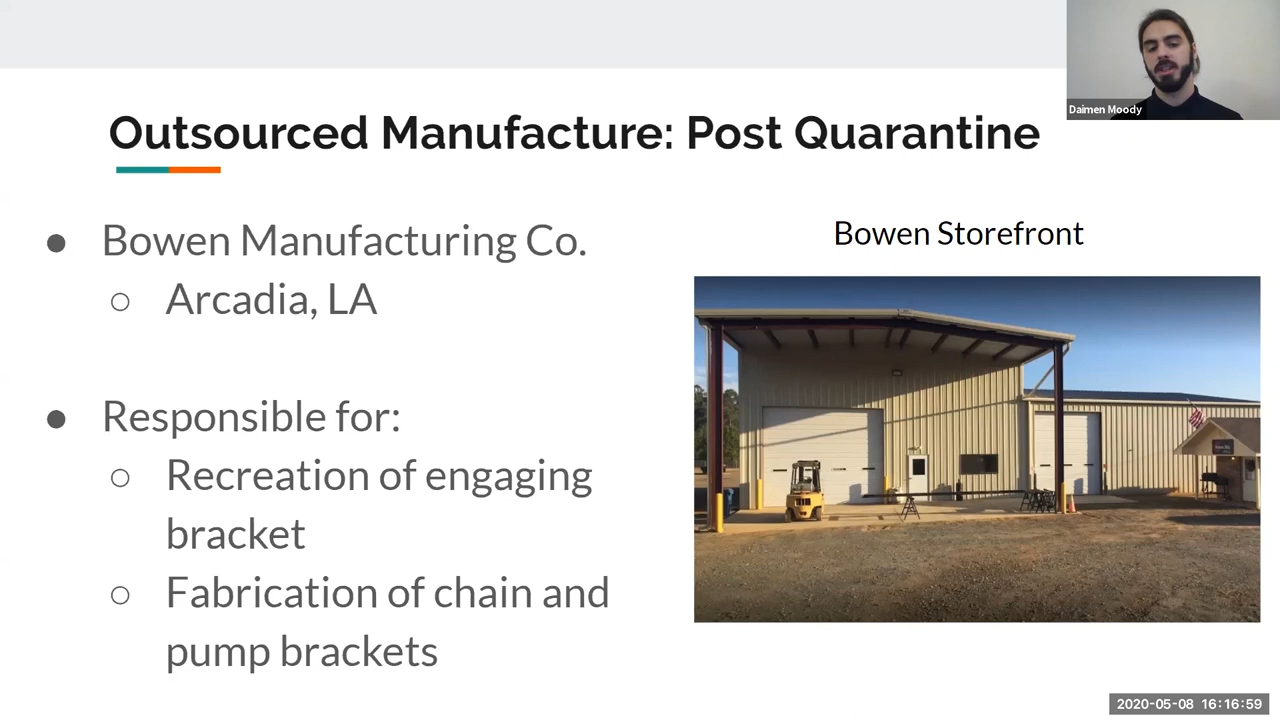 Daimen Moody
Outsourced Manufacture: Post Quarantine
● Bowen Manufacturing Co.
○ Arcadia, LA
● Responsible for:
○ Recreation of engaging
bracket
○ Fabrication of chain and
pump brackets
Bowen Storefront
2020-05-08 16:16:59